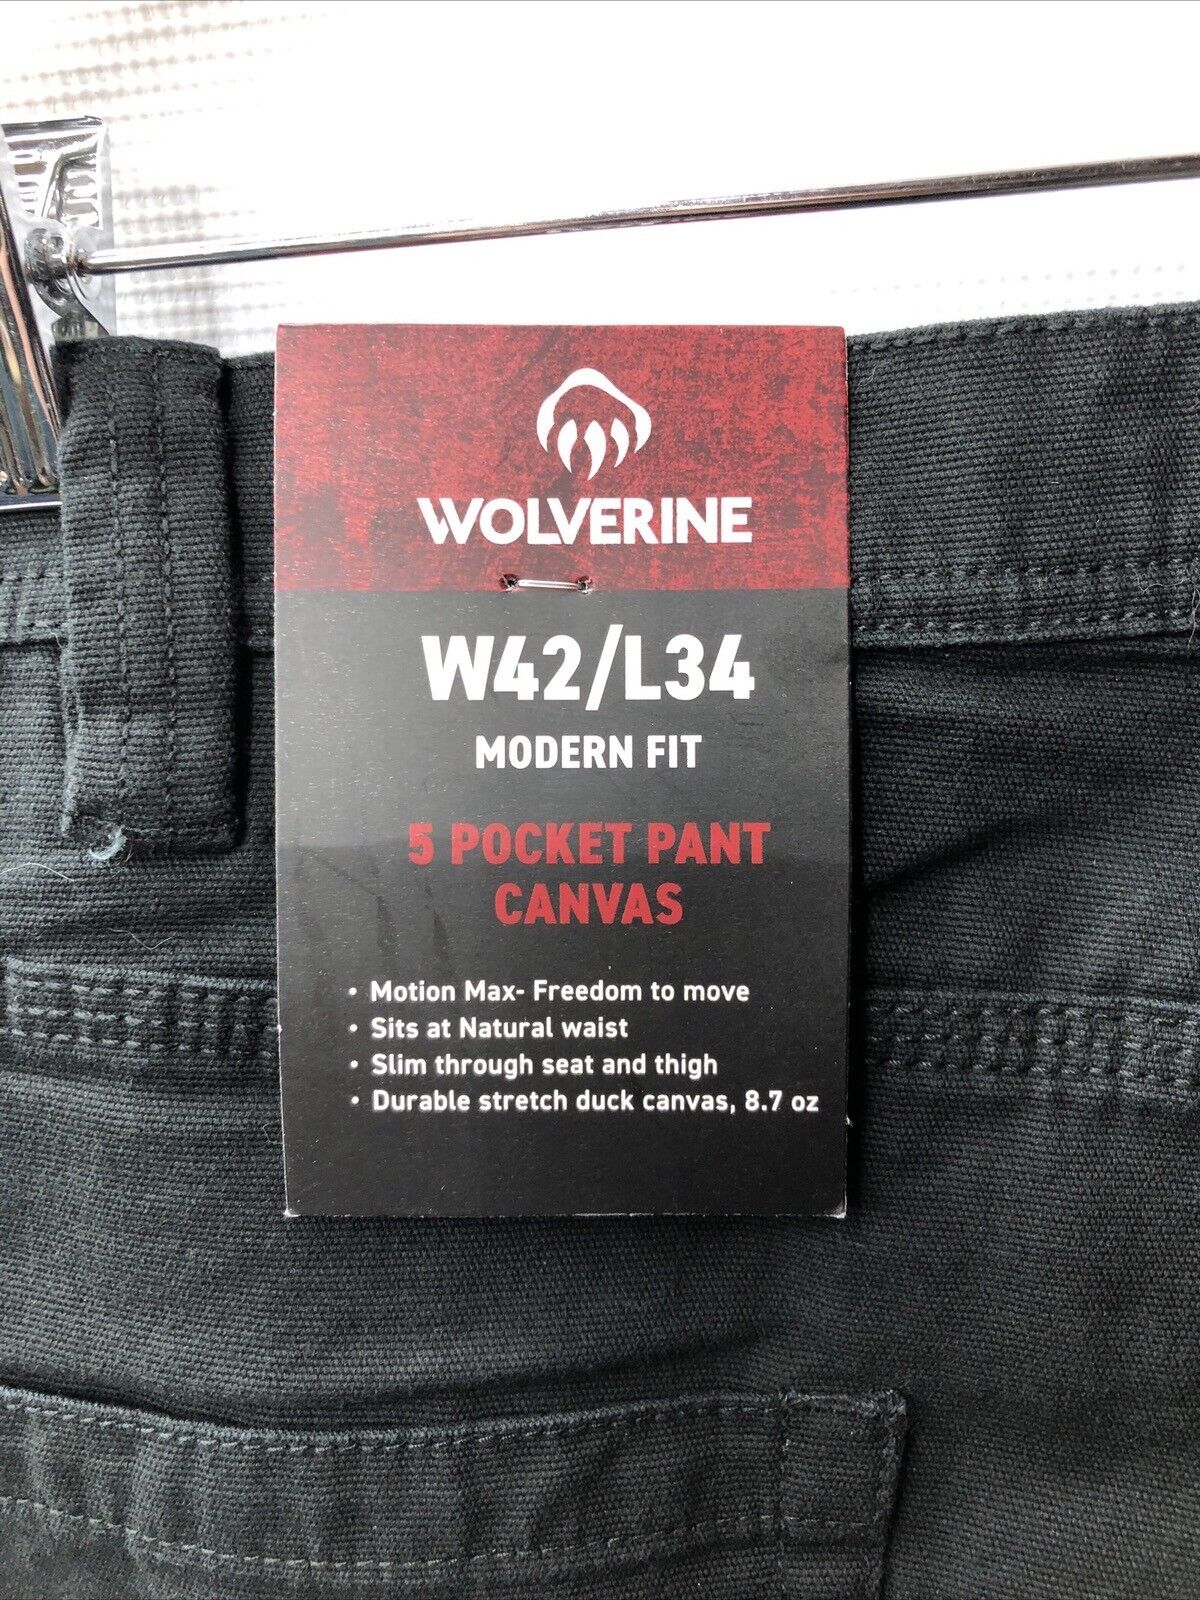 WOLVERINE
W42/L34
MODERN FIT
5 POCKET PANT
CANVAS
• Motion Max- Freedom to move
• Sits at Natural waist
• Slim through seat and thigh
• Durable stretch duck canvas, 8.7 oz